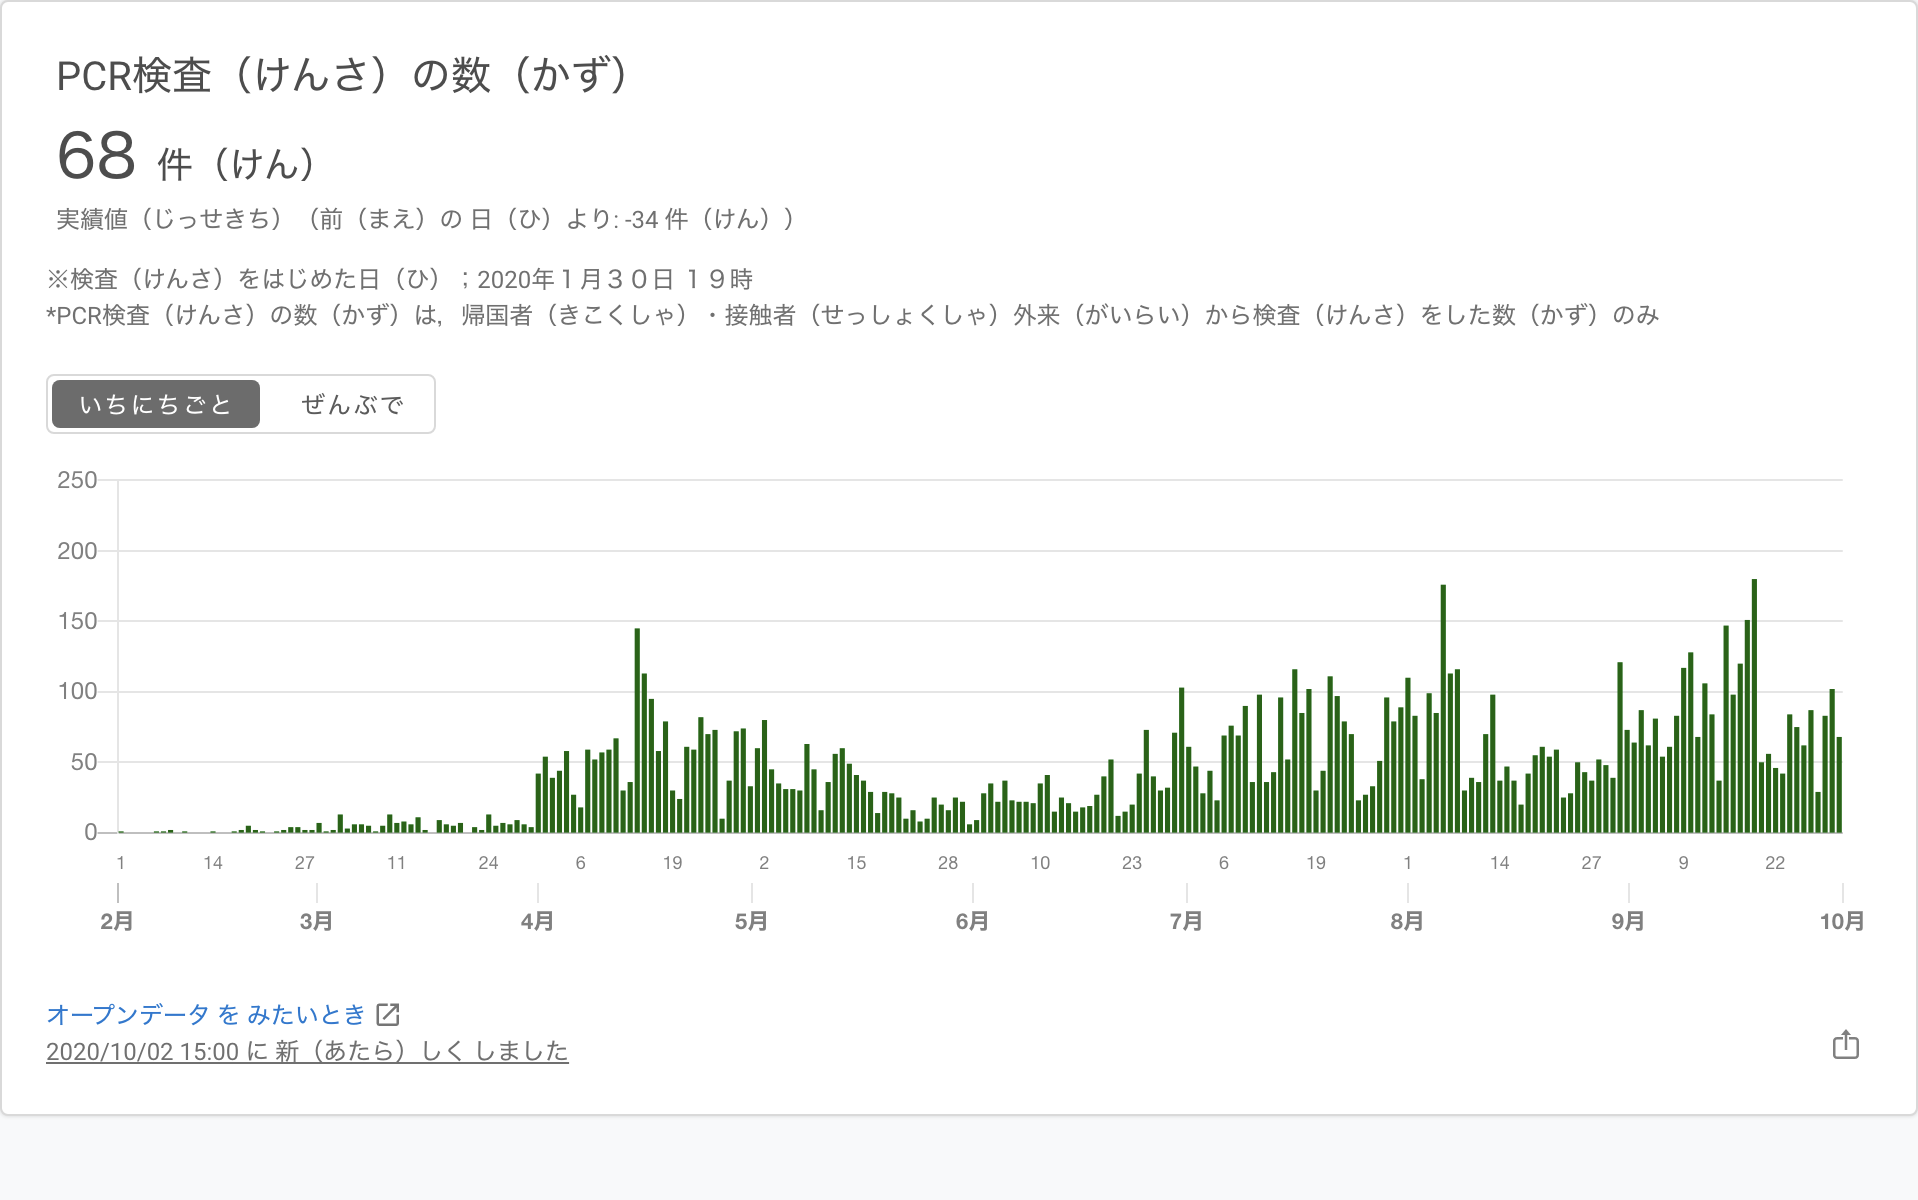 PCR検査（けんさ）の数（かず）
68 件（けん）
実績値（じっせきち）（前（まえ）の 日（ひ）より: -34 件（けん））
※検査（けんさ）をはじめた日（ひ）；2020年１月３０日 １９時
*PCR検査（けんさ）の数（かず）は，帰国者（きこくしゃ）・接触者（せっしょくしゃ）外来（がいらい）から検査（けんさ）をした数（かず）のみ
いちにちごと ぜんぶで
250
200
150
100
50
0
1 14 27 11 24 6 19 2 15 28 10 23 6 19 1 14 27 9 22
2月 3月 4月 5月 6月 7月 8月 9月 10月
オープンデータ を みたいとき
2020/10/02 15:00 に 新（あたら）しく しました